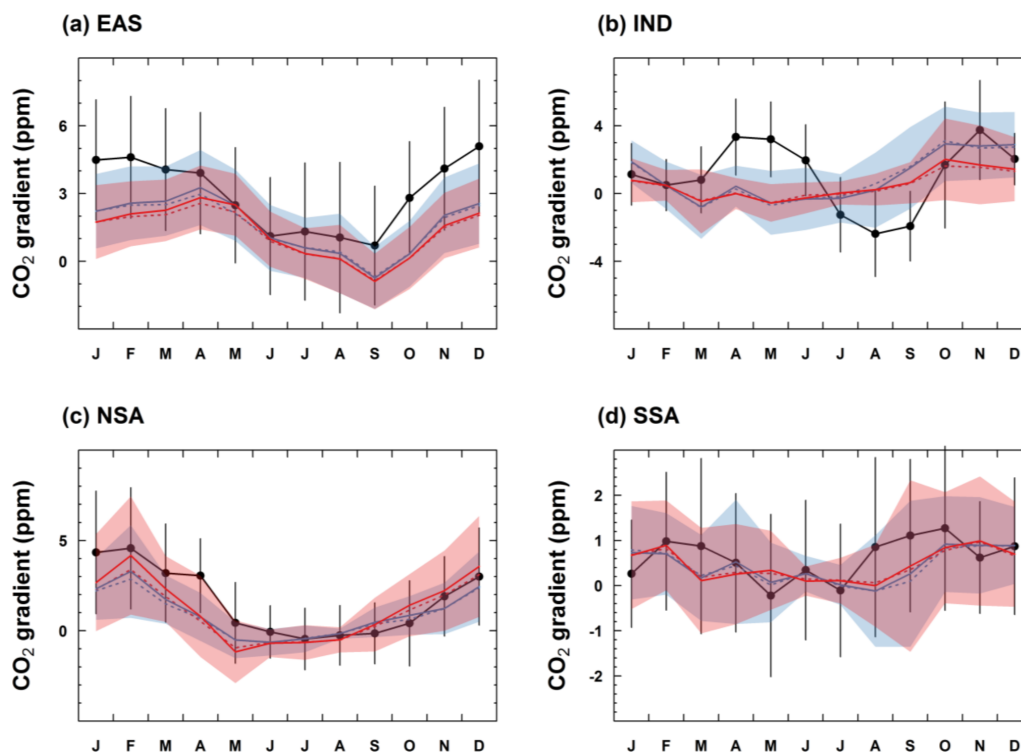 (a) EAS
CO₂ gradient (ppm)
6
3
0
J F M A M J J A S O N D
(b) IND
CO₂ gradient (ppm)
4
0
-4
J F M A M J J A S O N D
(c) NSA
CO₂ gradient (ppm)
5
0
J F M A M J J A S O N D
(d) SSA
CO₂ gradient (ppm)
2
1
0
-1
-2
J F M A M J J A S O N D